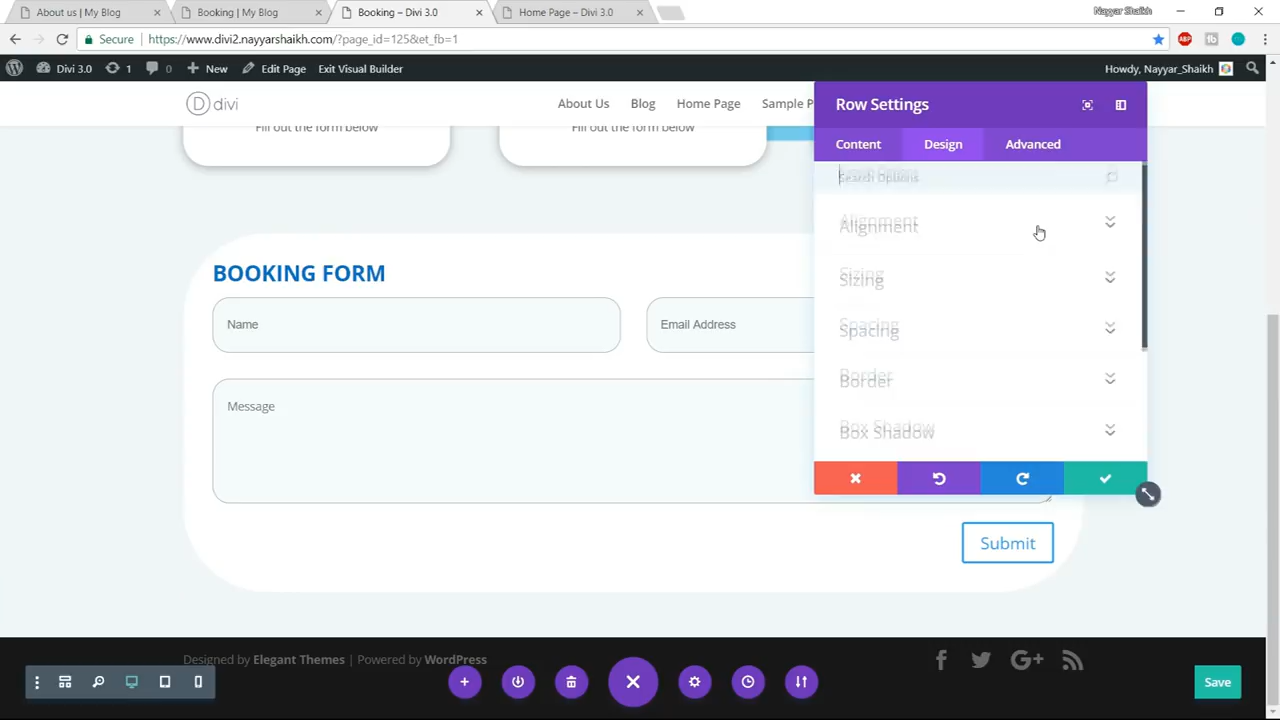 About us | My Blog
Booking | My Blog
Booking – Divi 3.0
Home Page – Divi 3.0
Nayyar Shaikh
Secure
https://www.divi2.nayyarshaikh.com/?page_id=125&et_fb=1
ABP
fb
Divi 3.0
1
0
New
Edit Page
Exit Visual Builder
Howdy, Nayyar_Shaikh
D divi
About Us
Blog
Home Page
Sample P
Row Settings
Content
Design
Advanced
Fill out the form below
Fill out the form below
Search Options
Alignment
Sizing
Spacing
Border
Box Shadow
BOOKING FORM
Name
Email Address
Message
Submit
Designed by Elegant Themes | Powered by WordPress
Save